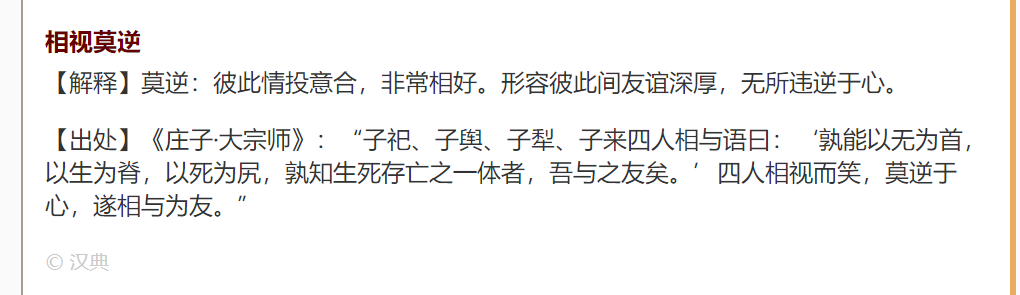 相视莫逆
【解释】莫逆：彼此情投意合，非常相好。形容彼此间友谊深厚，无所违逆于心。
【出处】《庄子·大宗师》：“子祀、子舆、子犁、子来四人相与语曰：‘孰能以无为首，
以生为脊，以死为尻，孰知生死存亡之一体者，吾与之友矣。’四人相视而笑，莫逆于
心，遂相与为友。”
© 汉典